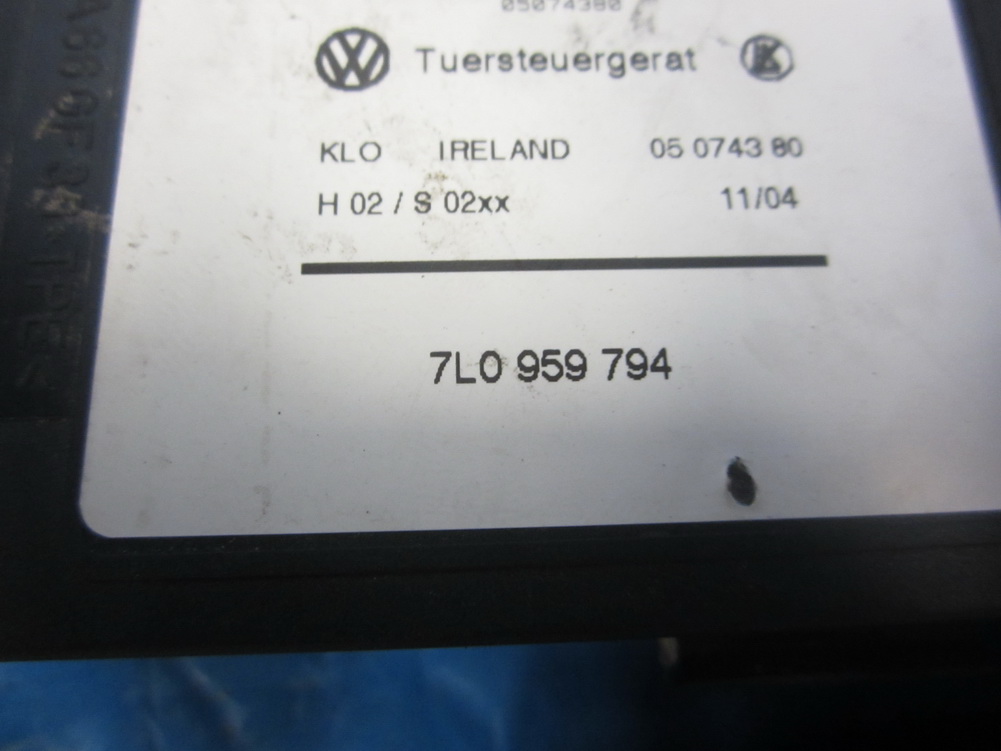 05074380
Tuersteuergerat
KLO IRELAND 05 0743 80
H 02 / S 02xx 11/04
7L0 959 794